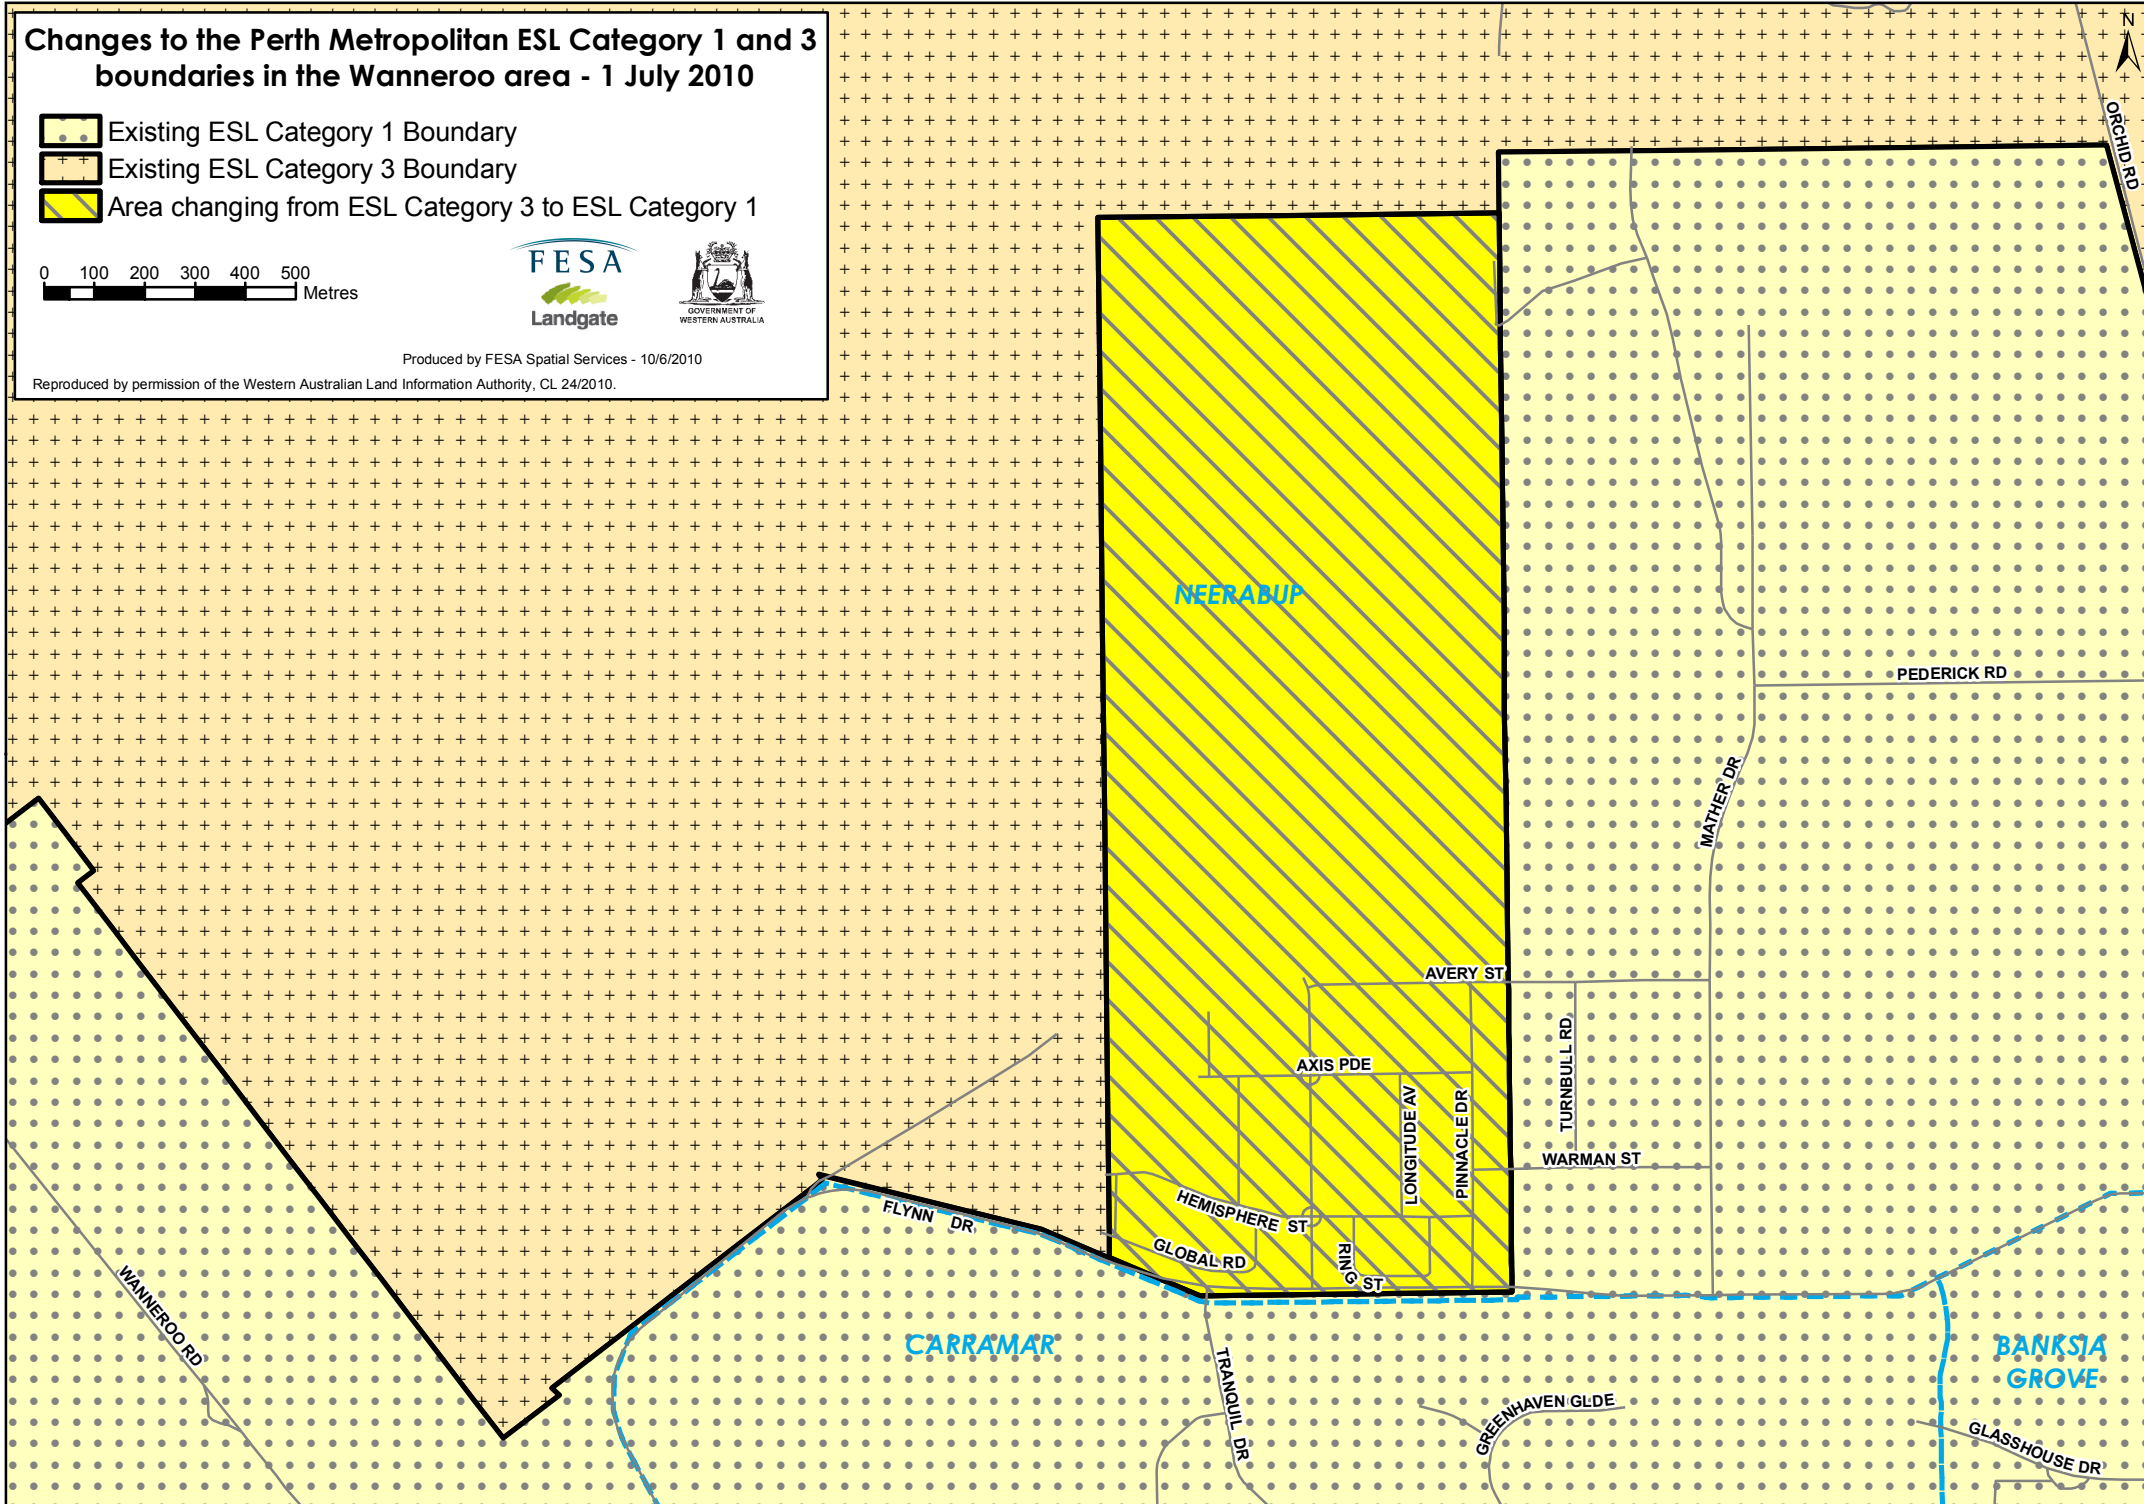 Changes to the Perth Metropolitan ESL Category 1 and 3
boundaries in the Wanneroo area - 1 July 2010
Existing ESL Category 1 Boundary
Existing ESL Category 3 Boundary
Area changing from ESL Category 3 to ESL Category 1
0 100 200 300 400 500
Metres
FESA
Landgate
GOVERNMENT OF
WESTERN AUSTRALIA
Produced by FESA Spatial Services - 10/6/2010
Reproduced by permission of the Western Australian Land Information Authority, CL 24/2010.
N
ORCHID RD
NEERABUP
PEDERICK RD
MATHER DR
AVERY ST
TURNBULL RD
AXIS PDE
LONGITUDE AV
PINNACLE DR
WARMAN ST
HEMISPHERE ST
FLYNN DR
GLOBAL RD
RING ST
WANNEROO RD
CARRAMAR
TRANQUIL DR
GREENHAVEN GLDE
BANKSIA
GROVE
GLASSHOUSE DR